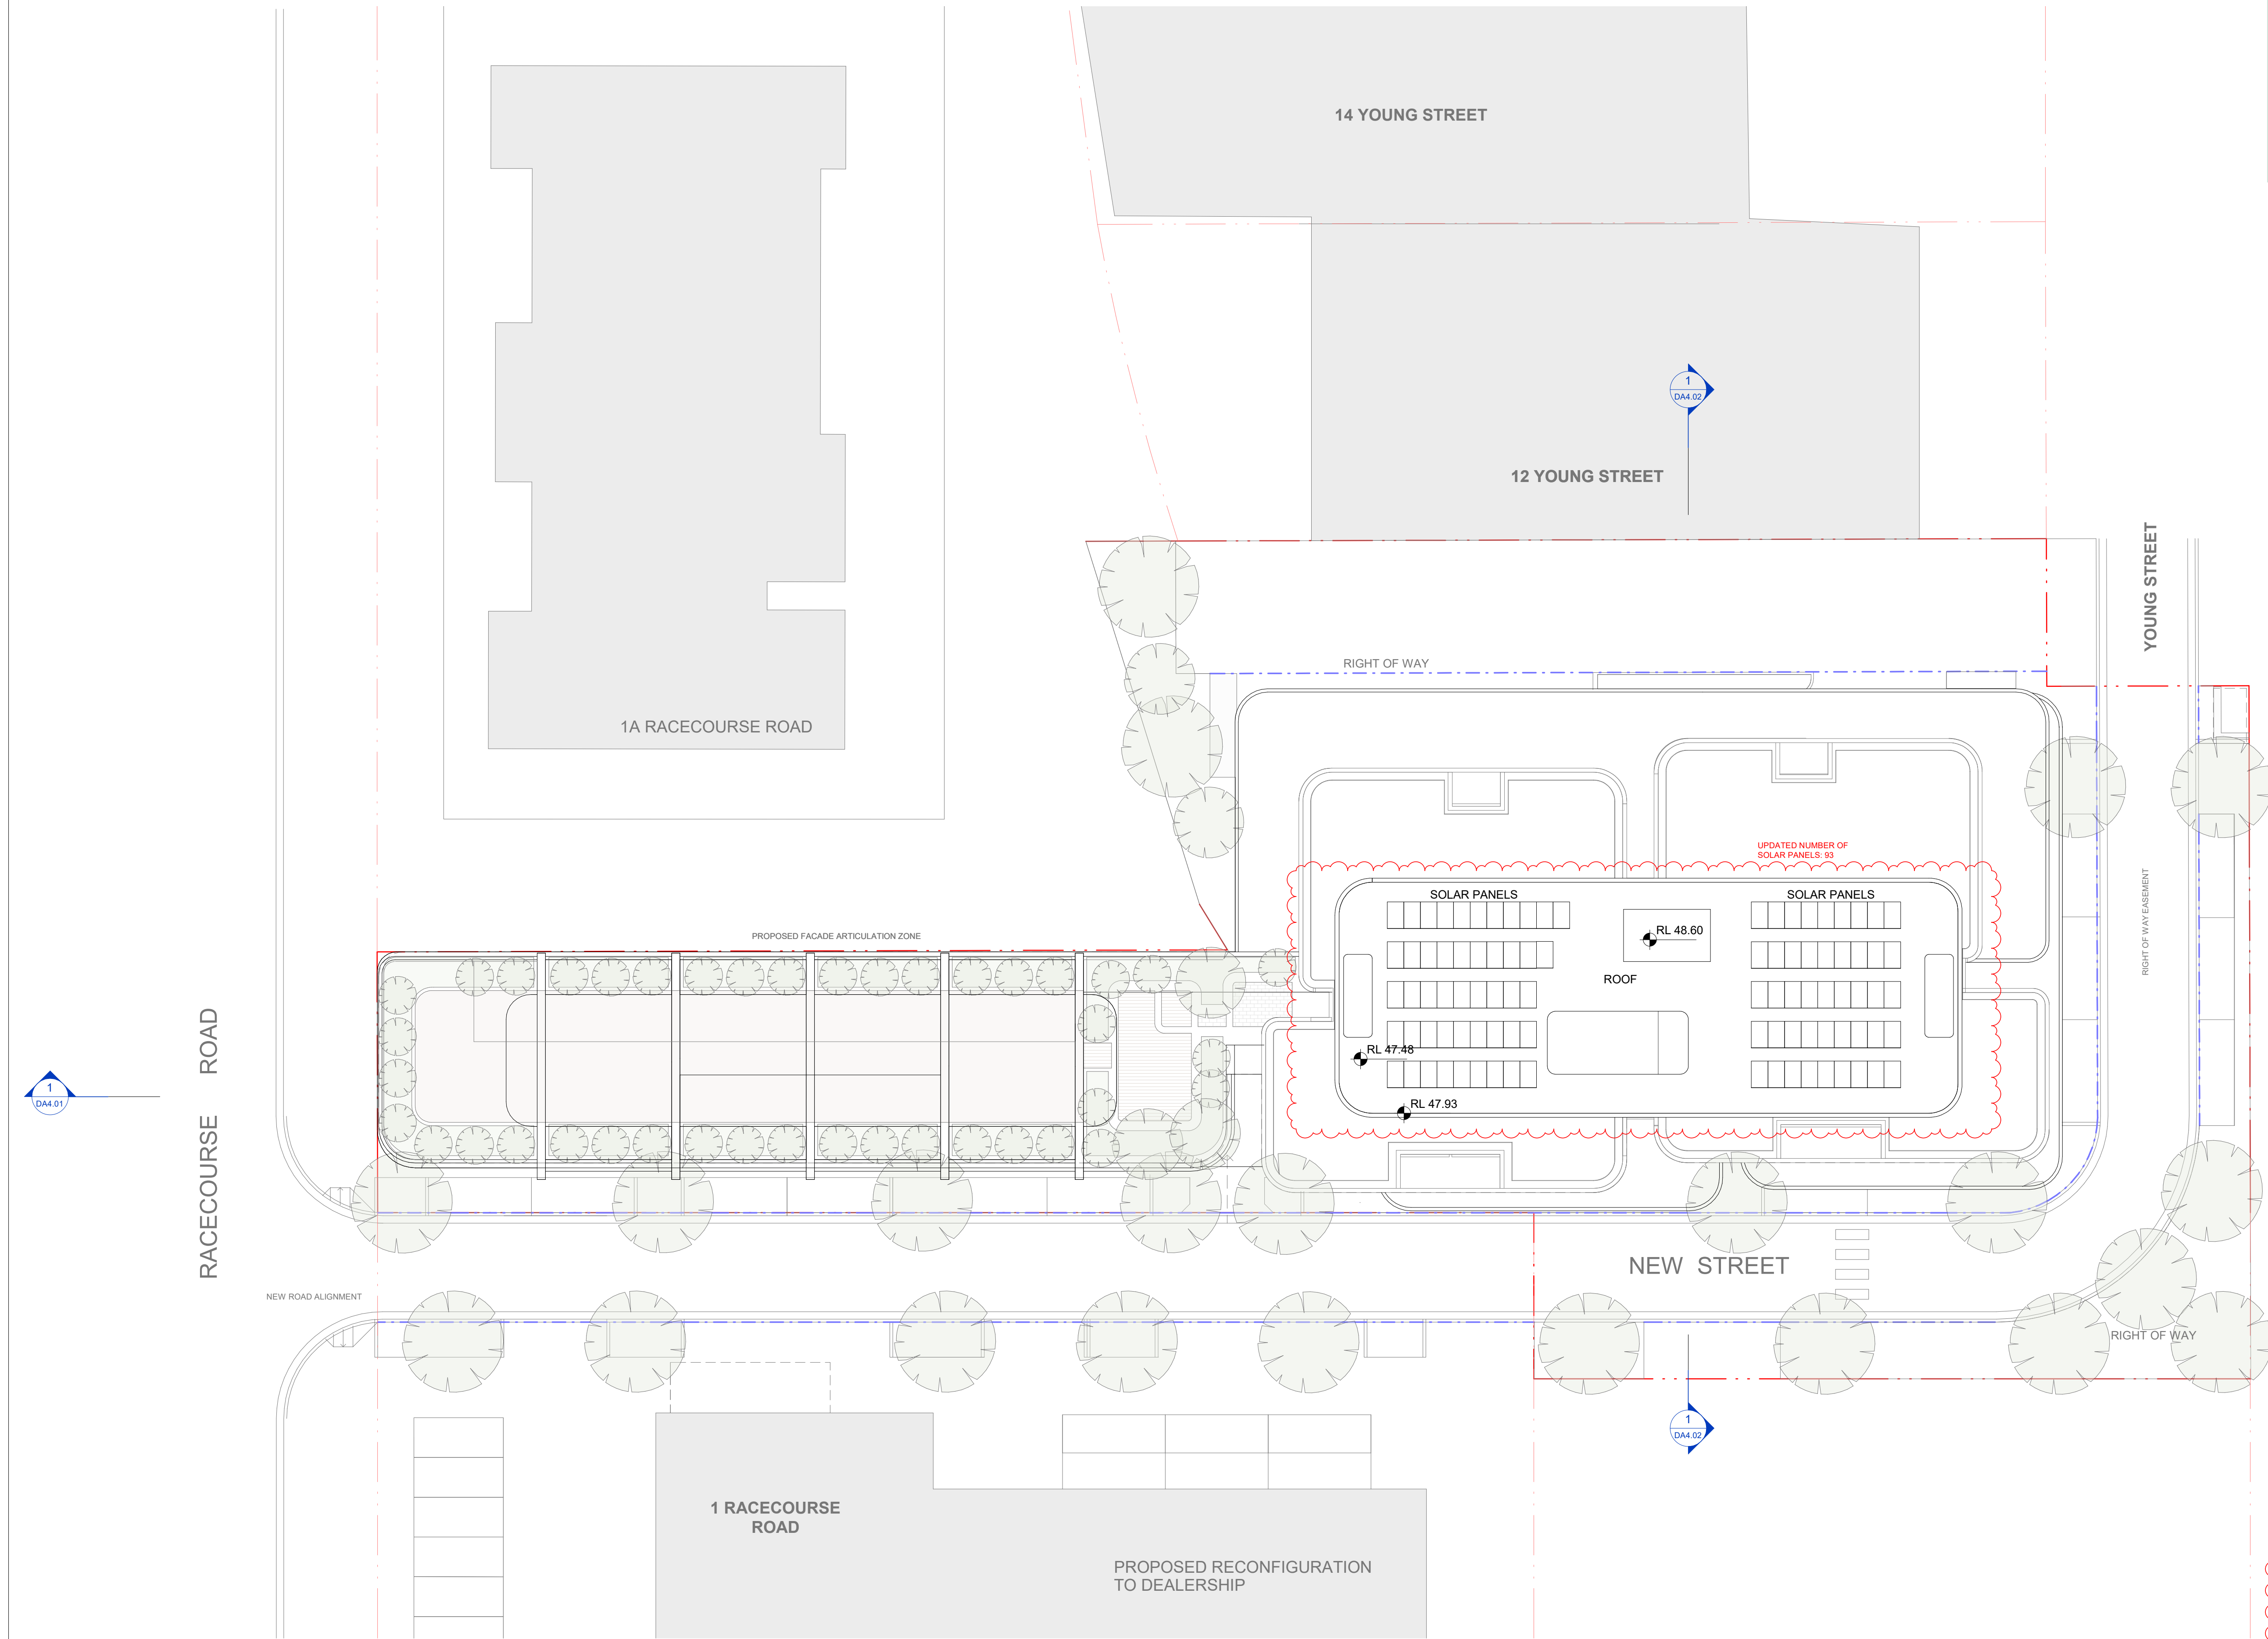 14 YOUNG STREET
1
DA4.02
12 YOUNG STREET
YOUNG STREET
RIGHT OF WAY
1A RACECOURSE ROAD
UPDATED NUMBER OF
SOLAR PANELS: 93
SOLAR PANELS
SOLAR PANELS
RIGHT OF WAY EASEMENT
PROPOSED FACADE ARTICULATION ZONE
RL 48.60
ROOF
RL 47.48
RL 47.93
1
DA4.01
RACECOURSE ROAD
NEW STREET
NEW ROAD ALIGNMENT
RIGHT OF WAY
1
DA4.02
1 RACECOURSE
ROAD
PROPOSED RECONFIGURATION
TO DEALERSHIP